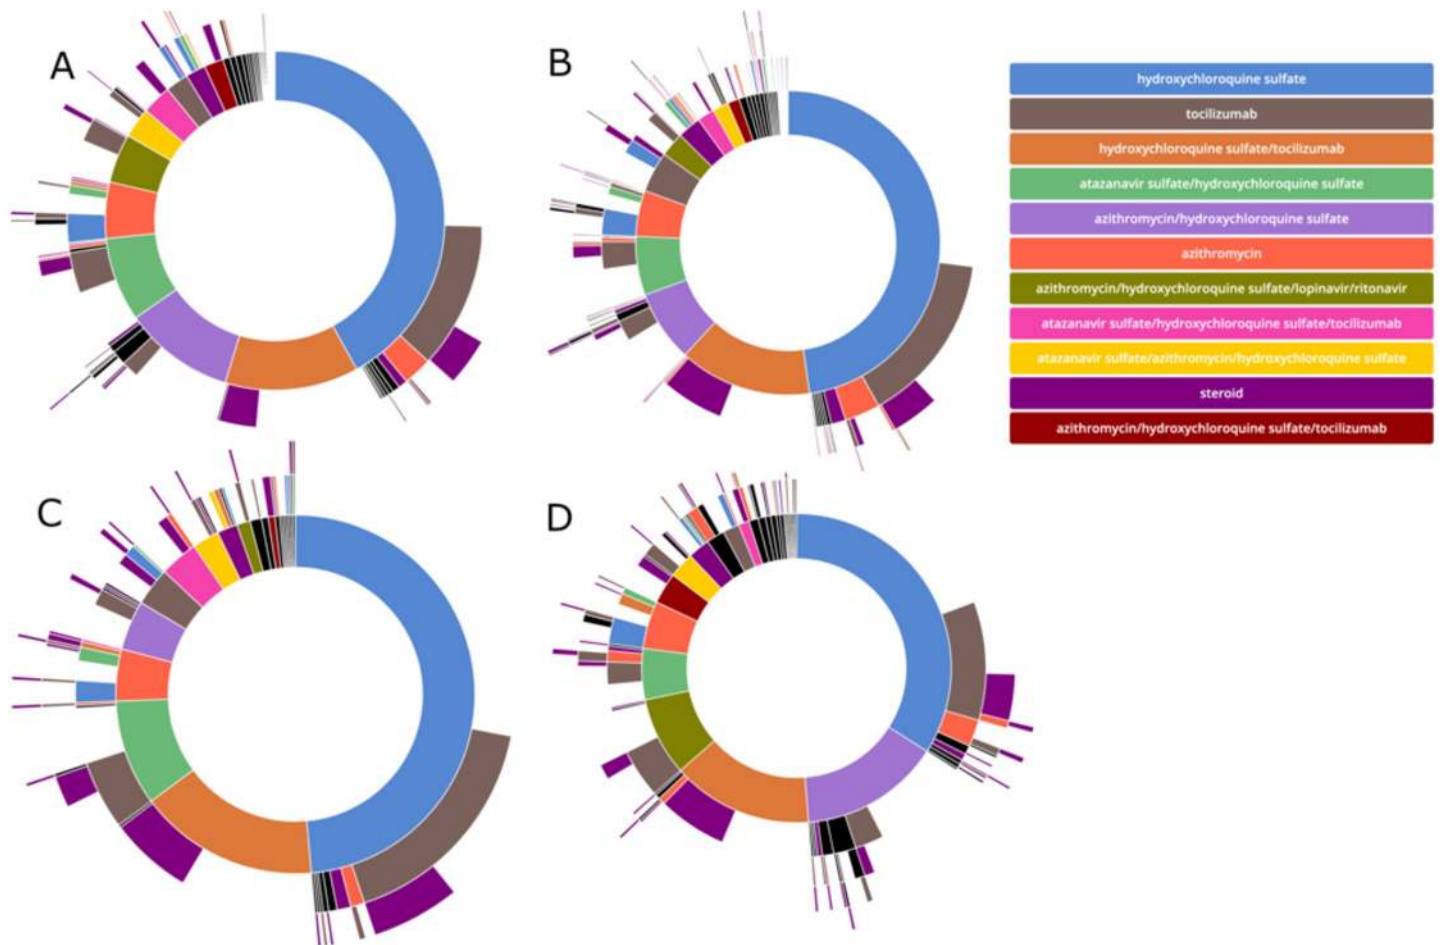 A
B
hydroxychloroquine sulfate
tocilizumab
hydroxychloroquine sulfate/tocilizumab
atazanavir sulfate/hydroxychloroquine sulfate
azithromycin/hydroxychloroquine sulfate
azithromycin
azithromycin/hydroxychloroquine sulfate/lopinavir/ritonavir
atazanavir sulfate/hydroxychloroquine sulfate/tocilizumab
atazanavir sulfate/azithromycin/hydroxychloroquine sulfate
steroid
azithromycin/hydroxychloroquine sulfate/tocilizumab
C
D